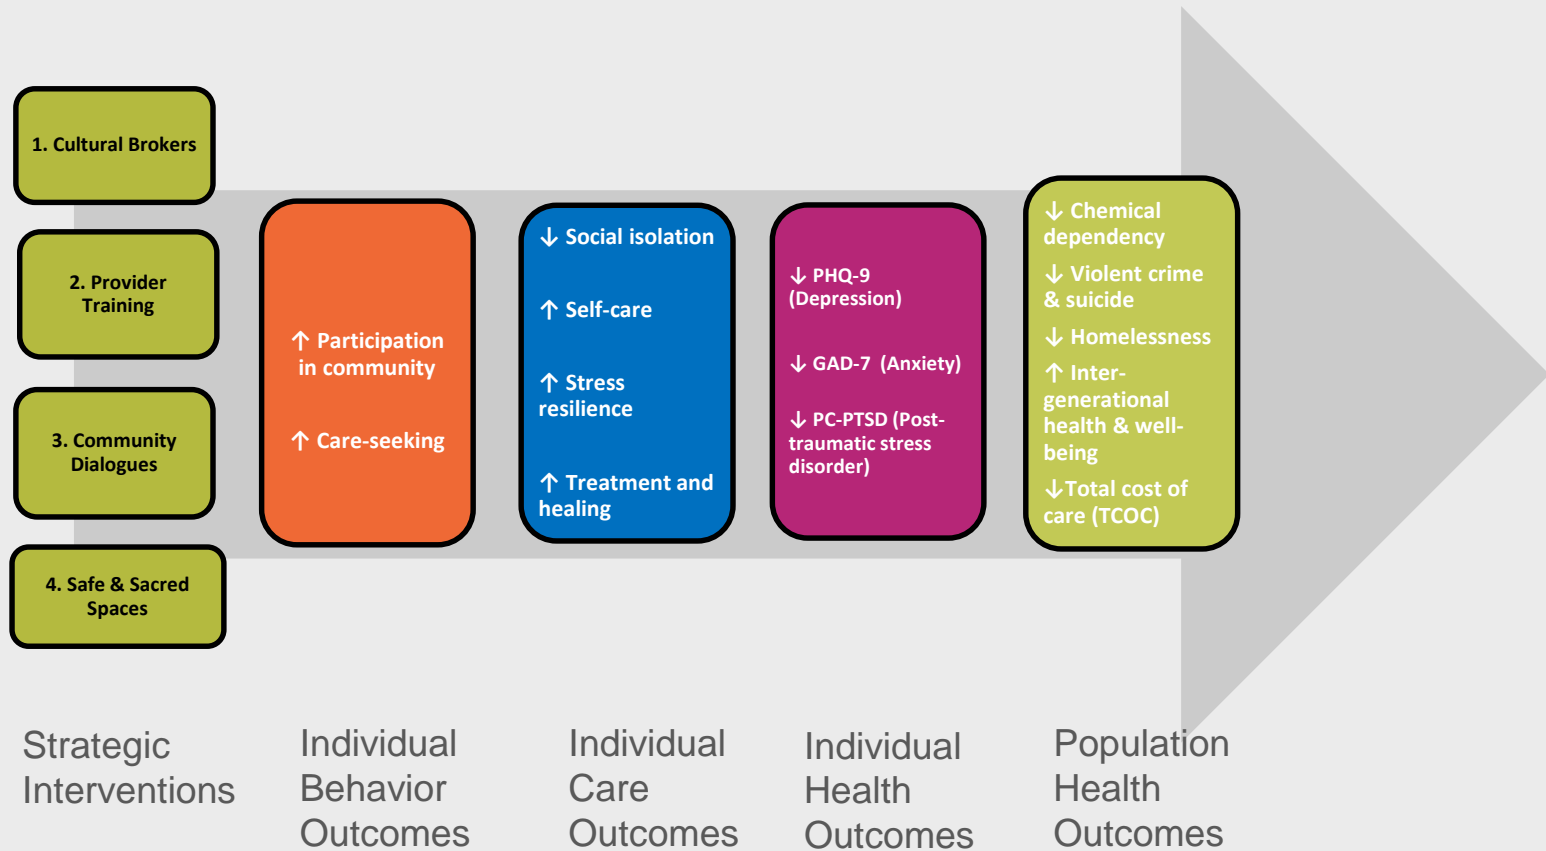 1. Cultural Brokers
2. Provider
Training
3. Community
Dialogues
4. Safe & Sacred
Spaces
↑ Participation
in community
↑ Care-seeking
↓ Social isolation
↑ Self-care
↑ Stress
resilience
↑ Treatment and
healing
↓ PHQ-9
(Depression)
↓ GAD-7 (Anxiety)
↓ PC-PTSD (Post-
traumatic stress
disorder)
↓ Chemical
dependency
↓ Violent crime
& suicide
↓ Homelessness
↑ Inter-
generational
health & well-
being
↓Total cost of
care (TCOC)
Strategic
Interventions
Individual
Behavior
Outcomes
Individual
Care
Outcomes
Individual
Health
Outcomes
Population
Health
Outcomes